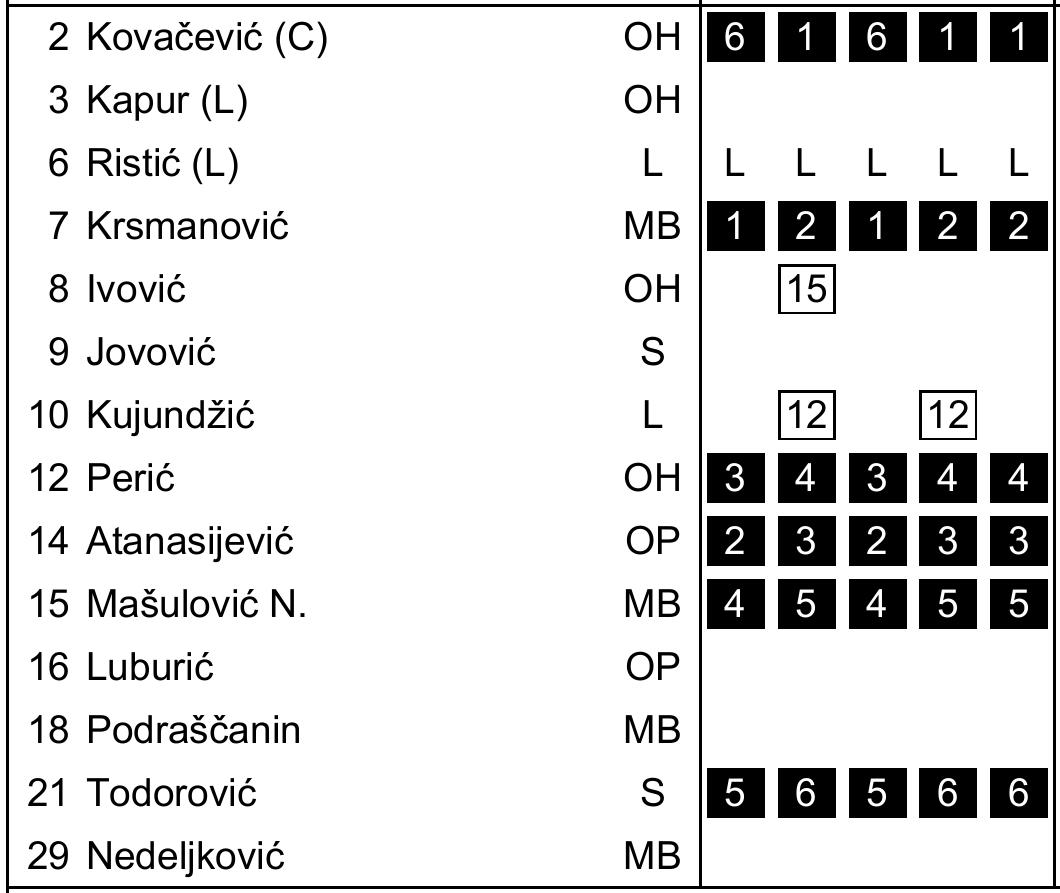 2 Kovačević (C) OH 6 1 6 1 1
3 Kapur (L) OH
6 Ristić (L) L L L L L L
7 Krsmanović MB 1 2 1 2 2
8 Ivović OH 15
9 Jovović S
10 Kujundžić L 12 12
12 Perić OH 3 4 3 4 4
14 Atanasijević OP 2 3 2 3 3
15 Mašulović N. MB 4 5 4 5 5
16 Luburić OP
18 Podraščanin MB
21 Todorović S 5 6 5 6 6
29 Nedeljković MB